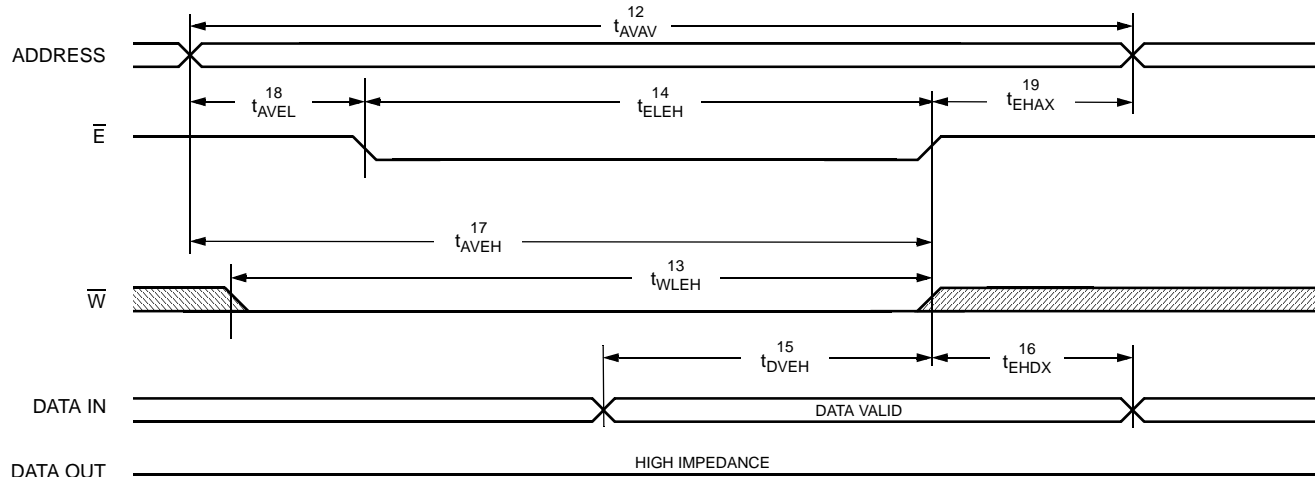 12
tAVAV
ADDRESS
18
tAVEL
14
tELEH
19
tEHAX
E̅
17
tAVEH
13
tWLEH
W̅
15
tDVEH
16
tEHDX
DATA IN
DATA VALID
DATA OUT
HIGH IMPEDANCE